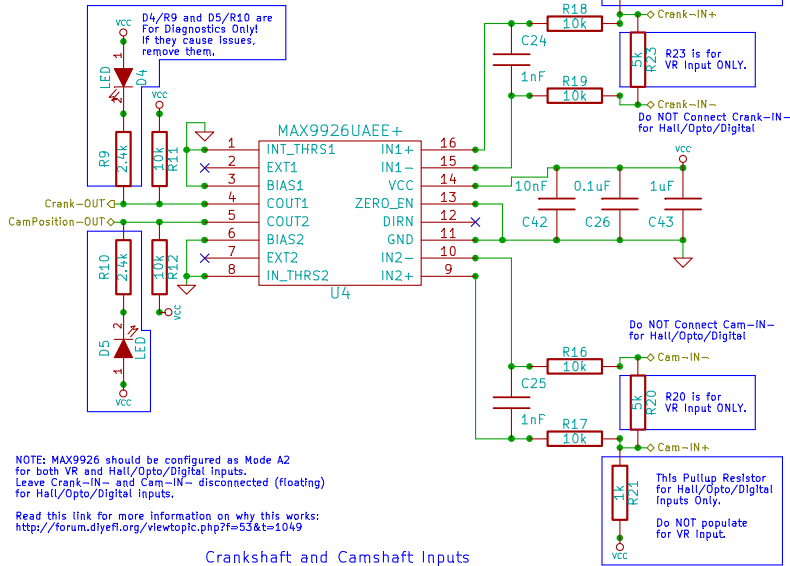 D4/R9 and D5/R10 are
For Diagnostics Only!
If they cause issues,
remove them.
VCC
1
LED
D4
2
VCC
R9
2.4k
10k
R11
Crank-OUT
CamPosition-OUT
R10
2.4k
10k
R12
VCC
2
D5
LED
1
VCC
MAX9926UAEE+
1
INT_THRS1
2
EXT1
3
BIAS1
4
COUT1
5
COUT2
6
BIAS2
7
EXT2
8
IN_THRS2
IN1+
16
IN1-
15
VCC
14
ZERO_EN
13
DIRN
12
GND
11
IN2-
10
IN2+
9
U4
R18
10k
C24
1nF
R19
10k
Crank-IN+
5k
R23
R23 is for
VR Input ONLY.
Crank-IN-
Do NOT Connect Crank-IN-
for Hall/Opto/Digital
VCC
10nF
C42
0.1uF
C26
1uF
C43
Do NOT Connect Cam-IN-
for Hall/Opto/Digital
R16
10k
Cam-IN-
C25
1nF
5k
R20
R20 is for
VR Input ONLY.
R17
10k
Cam-IN+
1k
R21
VCC
This Pullup Resistor
for Hall/Opto/Digital
Inputs Only.
Do NOT populate
for VR Input.
NOTE: MAX9926 should be configured as Mode A2
for both VR and Hall/Opto/Digital inputs.
Leave Crank-IN- and Cam-IN- disconnected (floating)
for Hall/Opto/Digital inputs.
Read this link for more information on why this works:
http://forum.diyefi.org/viewtopic.php?f=53&t=1049
Crankshaft and Camshaft Inputs